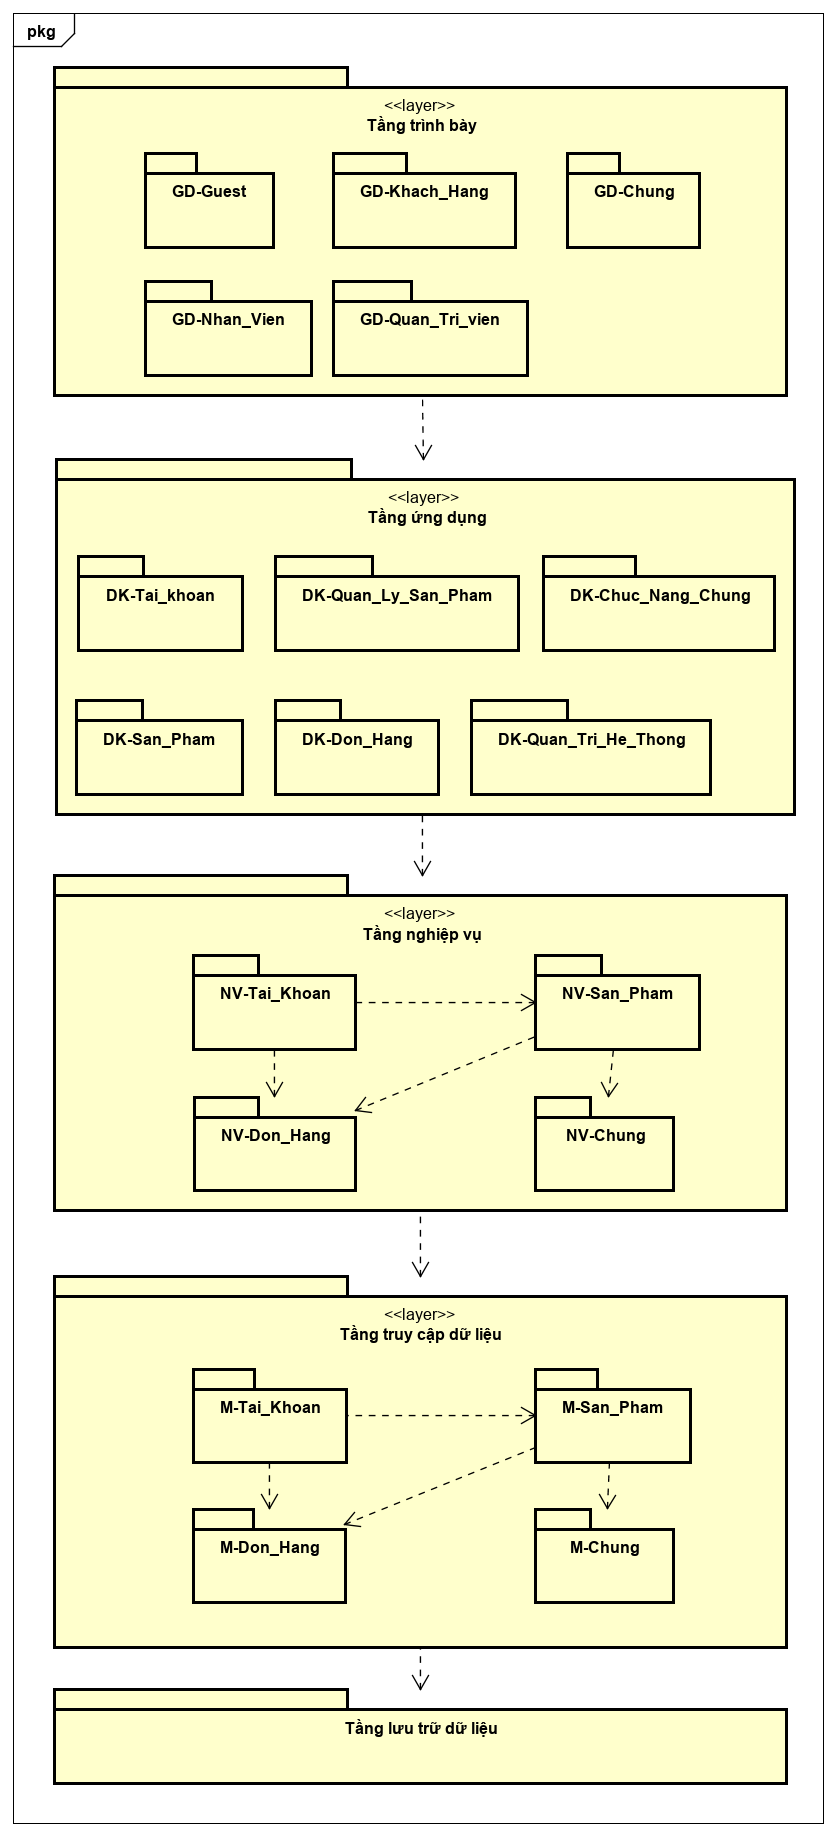 pkg
<<layer>>
Tầng trình bày
GD-Guest
GD-Khach_Hang
GD-Chung
GD-Nhan_Vien
GD-Quan_Tri_vien
<<layer>>
Tầng ứng dụng
DK-Tai_khoan
DK-Quan_Ly_San_Pham
DK-Chuc_Nang_Chung
DK-San_Pham
DK-Don_Hang
DK-Quan_Tri_He_Thong
<<layer>>
Tầng nghiệp vụ
NV-Tai_Khoan
NV-San_Pham
NV-Don_Hang
NV-Chung
<<layer>>
Tầng truy cập dữ liệu
M-Tai_Khoan
M-San_Pham
M-Don_Hang
M-Chung
Tầng lưu trữ dữ liệu